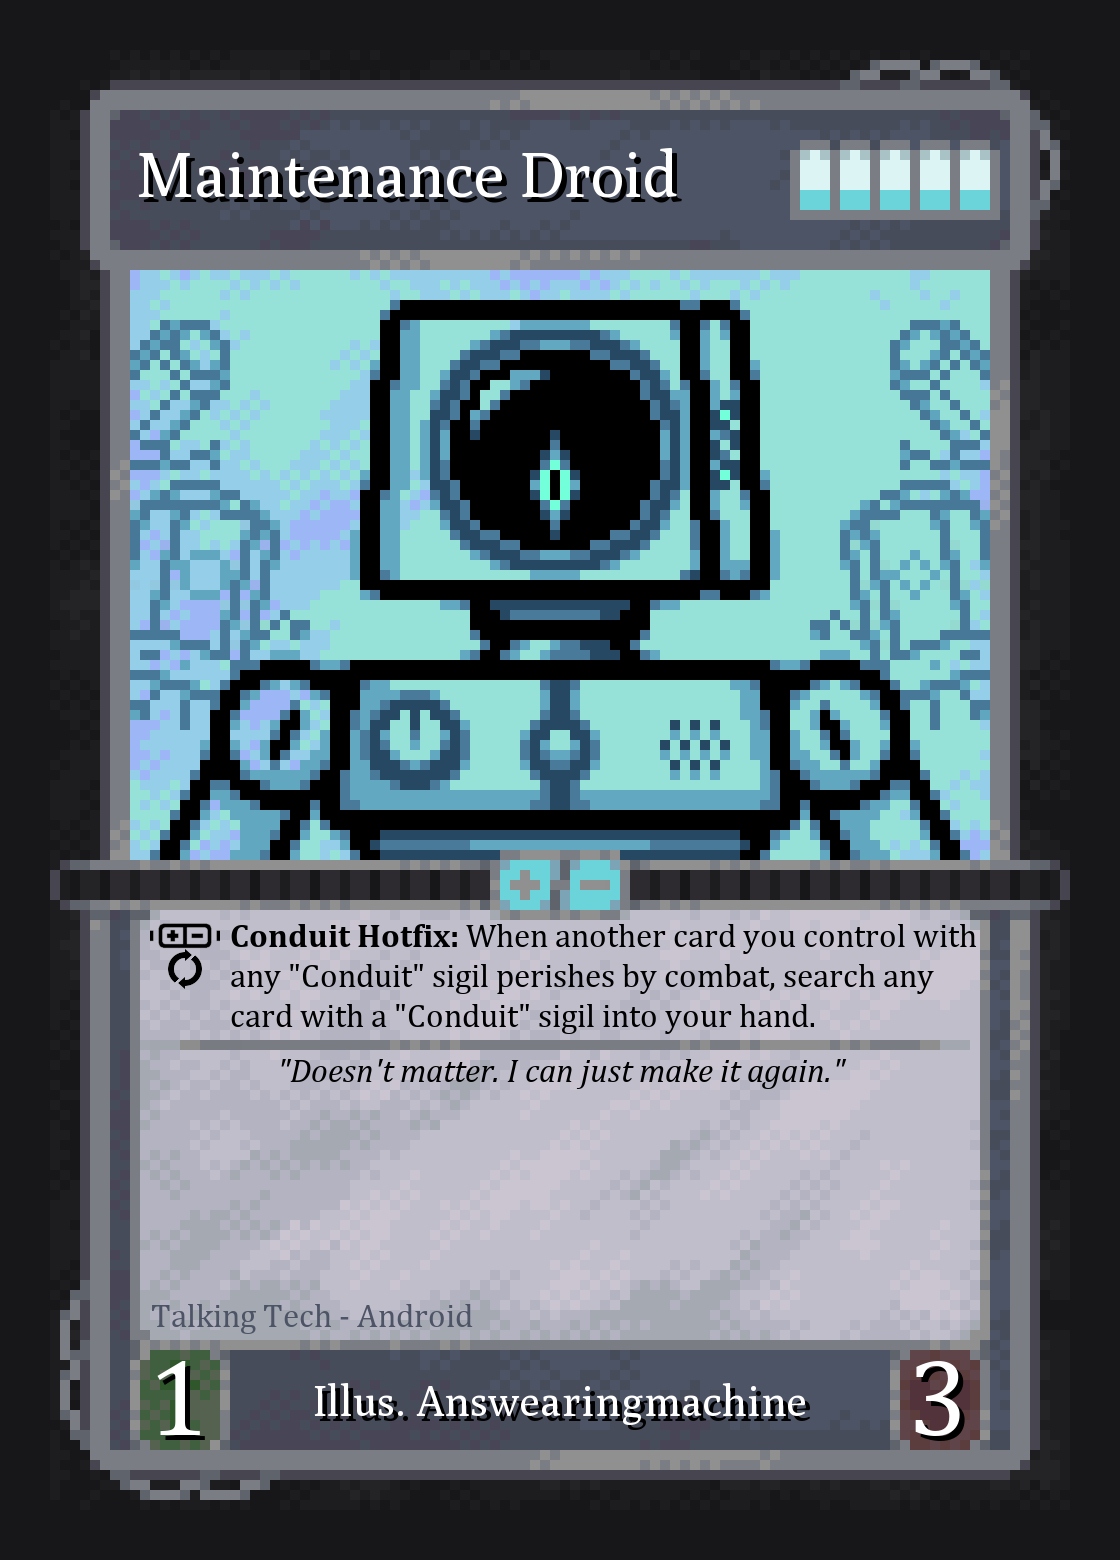 Maintenance Droid
Conduit Hotfix: When another card you control with
any "Conduit" sigil perishes by combat, search any
card with a "Conduit" sigil into your hand.
"Doesn't matter. I can just make it again."
Talking Tech - Android
1
Illus. Answearingmachine
3